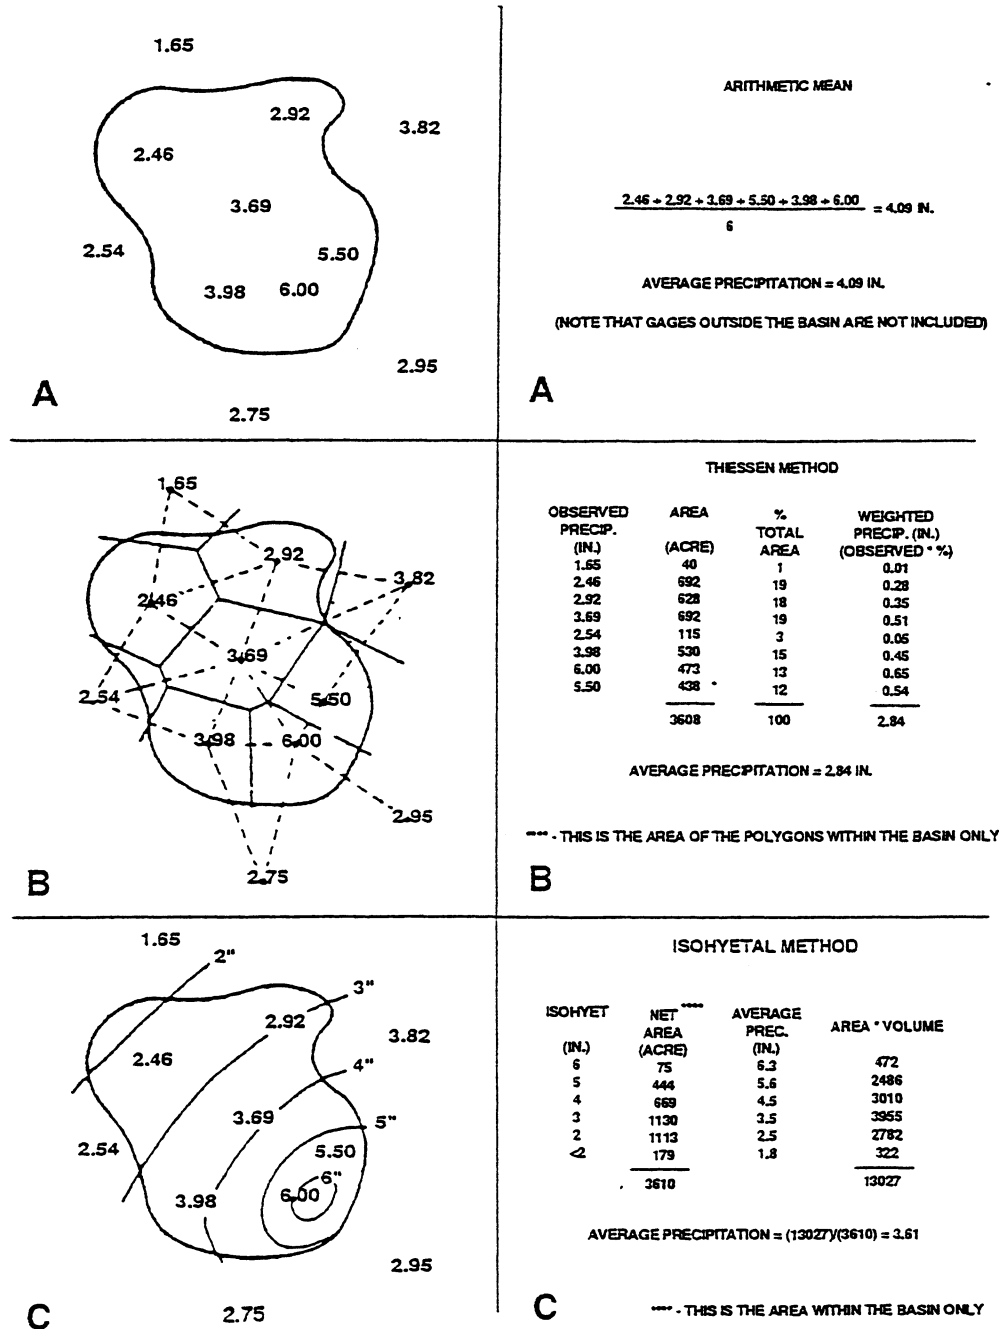 1.65
2.92
3.82
2.46
3.69
2.54
5.50
3.98 6.00
2.95
A
2.75
ARITHMETIC MEAN
2.46 + 2.92 + 3.69 + 5.50 + 3.98 + 6.00
6
= 4.09 IN.
AVERAGE PRECIPITATION = 4.09 IN.
(NOTE THAT GAGES OUTSIDE THE BASIN ARE NOT INCLUDED)
A
1.65
2.92
3.82
2.46
3.69
2.54
5.50
3.98 6.00
2.95
B
2.75
THIESSEN METHOD
OBSERVED AREA % WEIGHTED
PRECIP. TOTAL PRECIP. (IN.)
(IN.) (ACRE) AREA (OBSERVED * %)
1.65 40 1 0.01
2.46 692 19 0.28
2.92 628 18 0.35
3.69 692 19 0.51
2.54 115 3 0.05
3.98 530 15 0.45
6.00 473 13 0.65
5.50 438 12 0.54
3608 100 2.84
AVERAGE PRECIPITATION = 2.84 IN.
**** - THIS IS THE AREA OF THE POLYGONS WITHIN THE BASIN ONLY
B
1.65
2"
3"
2.92
3.82
2.46
4"
3.69
5"
2.54
5.50
6"
3.98 6.00
2.95
C
2.75
ISOHYETAL METHOD
ISOHYET NET **** AVERAGE AREA * VOLUME
AREA PREC.
(IN.) (ACRE) (IN.)
6 75 6.3 472
5 444 5.6 2486
4 669 4.5 3010
3 1130 3.5 3955
2 1113 2.5 2782
<2 179 1.8 322
3610 13027
AVERAGE PRECIPITATION = (13027)/(3610) = 3.61
C
**** - THIS IS THE AREA WITHIN THE BASIN ONLY